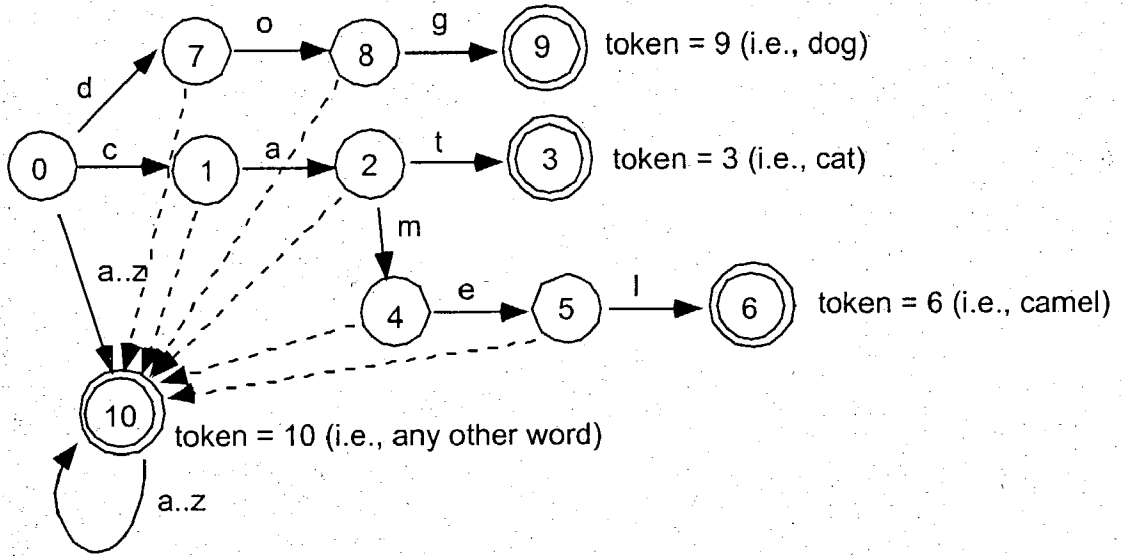 o
g
7
8
9
token = 9 (i.e., dog)
d
c
a
t
0
1
2
3
token = 3 (i.e., cat)
m
a..z
e
l
4
5
6
token = 6 (i.e., camel)
10
token = 10 (i.e., any other word)
a..z